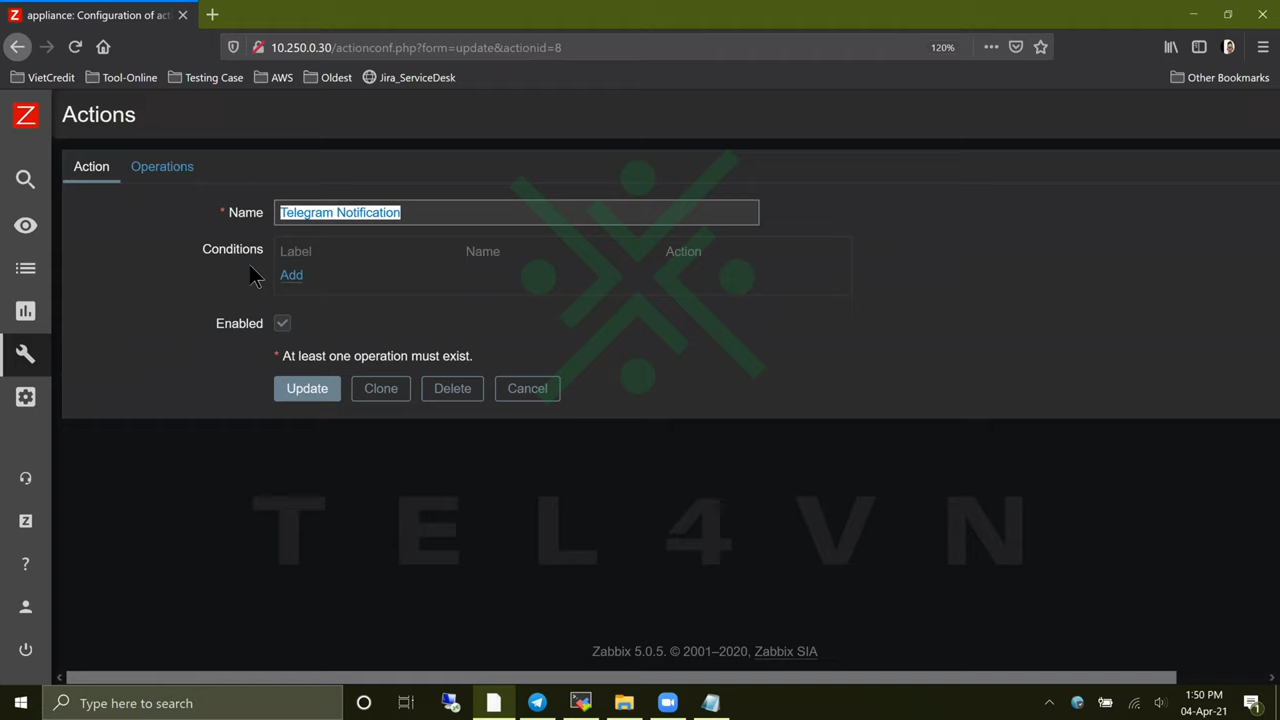 Z appliance: Configuration of act
10.250.0.30/actionconf.php?form=update&actionid=8
120%
VietCredit Tool-Online Testing Case AWS Oldest Jira_ServiceDesk Other Bookmarks
Z Actions
Action Operations
* Name Telegram Notification
Conditions Label Name Action
Add
Enabled
* At least one operation must exist.
Update Clone Delete Cancel
T E L 4 V N
Z
?
Zabbix 5.0.5. © 2001–2020, Zabbix SIA
Type here to search
1:50 PM
04-Apr-21
1